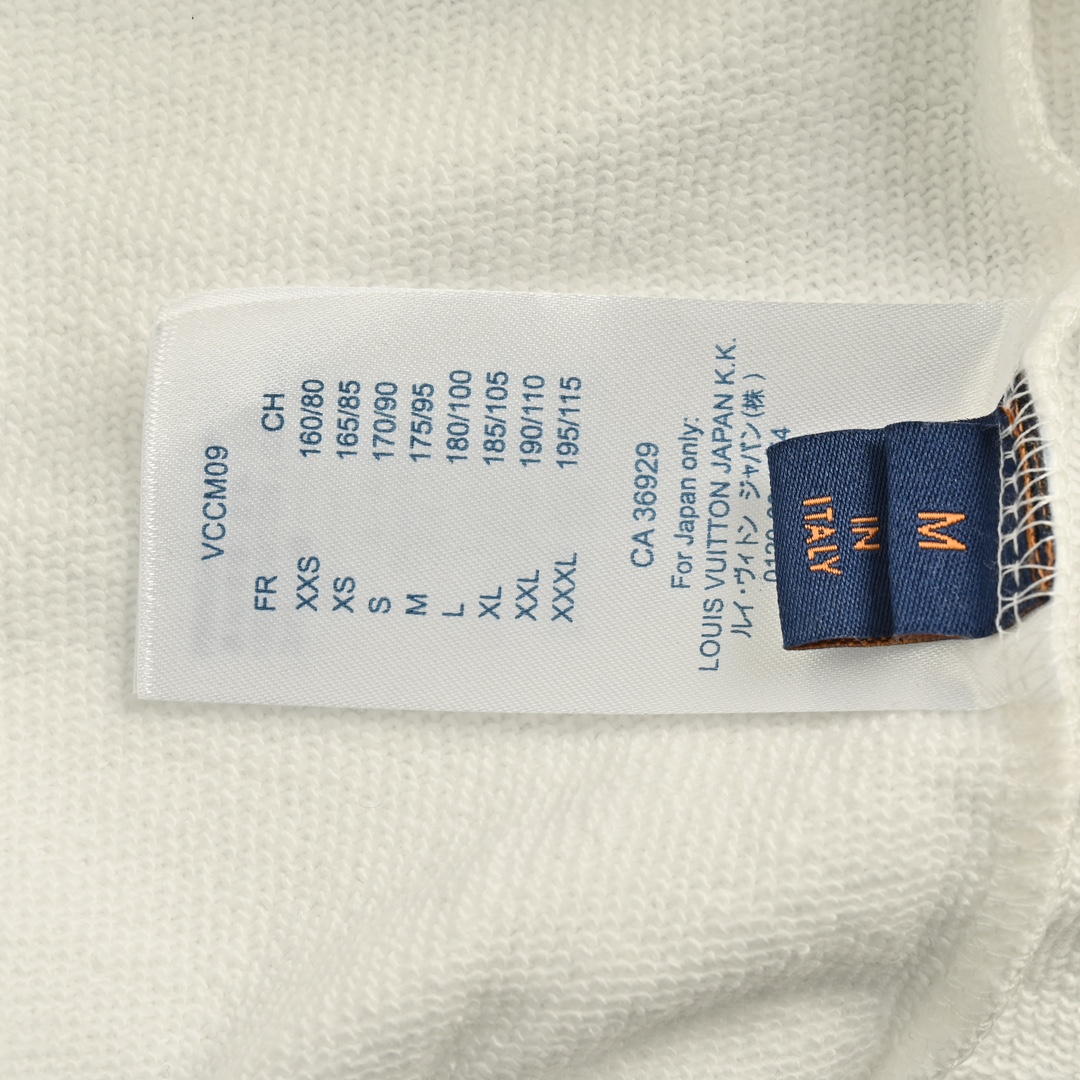 VCCM09
FR CH
XXS 160/80
XS 165/85
S 170/90
M 175/95
L 180/100
XL 185/105
XXL 190/110
XXXL 195/115
CA 36929
For Japan only:
LOUIS VUITTON JAPAN K.K.
ルイ・ヴィトン ジャパン(株)
ITALY
IN
M